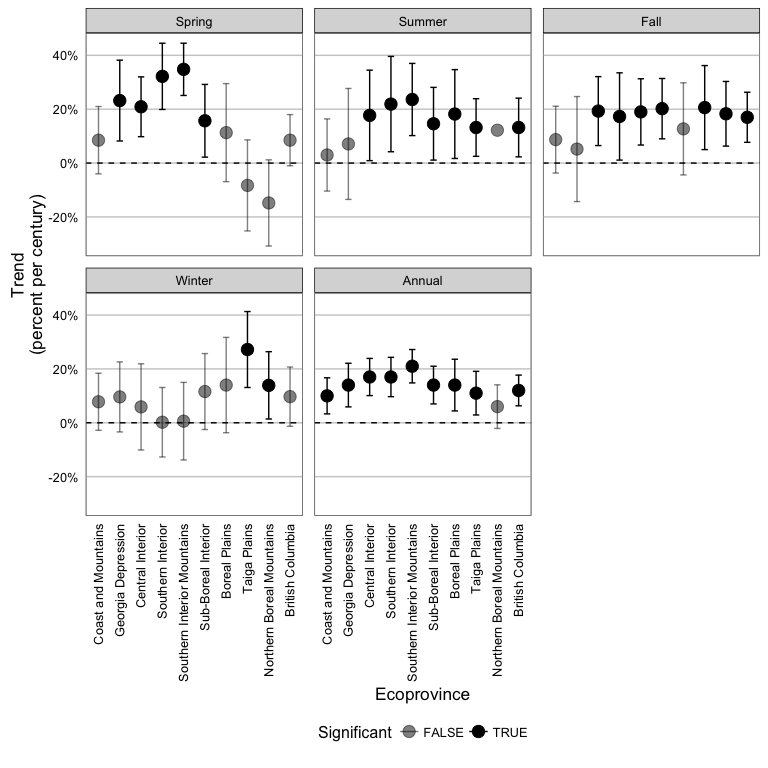 Spring
Summer
Fall
40%
20%
0%
-20%
Trend
(percent per century)
Winter
Annual
40%
20%
0%
-20%
Coast and Mountains
Georgia Depression
Central Interior
Southern Interior
Southern Interior Mountains
Sub-Boreal Interior
Boreal Plains
Taiga Plains
Northern Boreal Mountains
British Columbia
Coast and Mountains
Georgia Depression
Central Interior
Southern Interior
Southern Interior Mountains
Sub-Boreal Interior
Boreal Plains
Taiga Plains
Northern Boreal Mountains
British Columbia
Ecoprovince
Significant FALSE TRUE